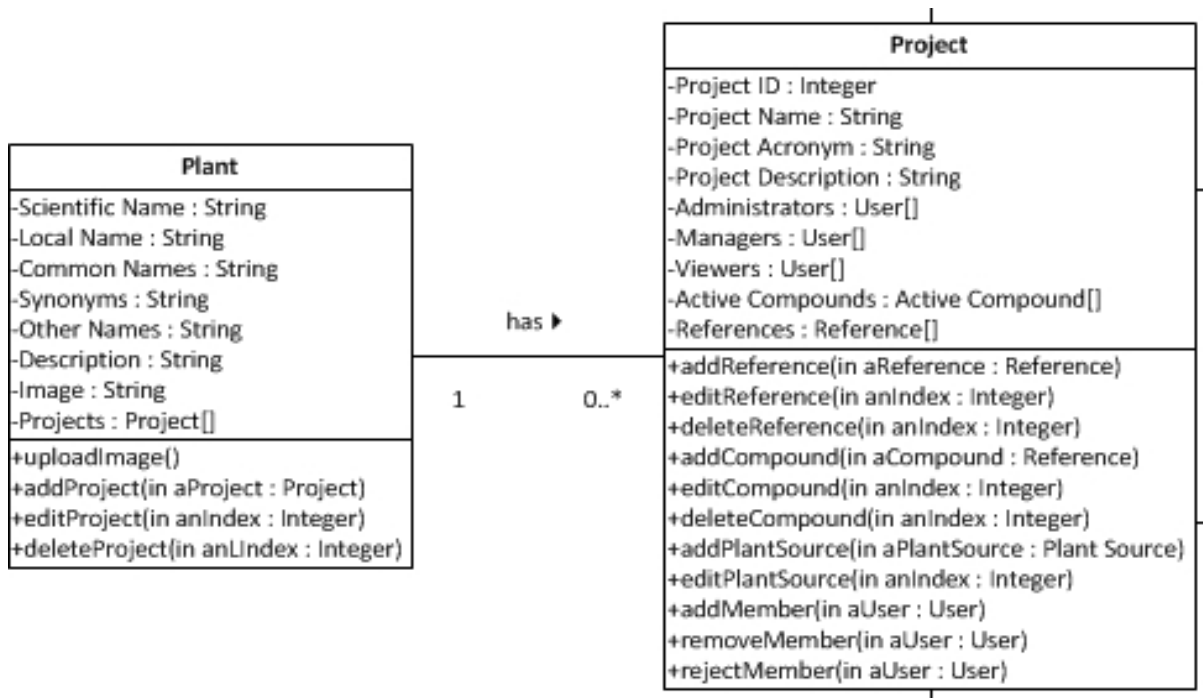 Plant
-Scientific Name : String
-Local Name : String
-Common Names : String
-Synonyms : String
-Other Names : String
-Description : String
-Image : String
-Projects : Project[]
+uploadImage()
+addProject(in aProject : Project)
+editProject(in anIndex : Integer)
+deleteProject(in anLIndex : Integer)
has
1
0..*
Project
-Project ID : Integer
-Project Name : String
-Project Acronym : String
-Project Description : String
-Administrators : User[]
-Managers : User[]
-Viewers : User[]
-Active Compounds : Active Compound[]
-References : Reference[]
+addReference(in aReference : Reference)
+editReference(in anIndex : Integer)
+deleteReference(in anIndex : Integer)
+addCompound(in aCompound : Reference)
+editCompound(in anIndex : Integer)
+deleteCompound(in anIndex : Integer)
+addPlantSource(in aPlantSource : Plant Source)
+editPlantSource(in anIndex : Integer)
+addMember(in aUser : User)
+removeMember(in aUser : User)
+rejectMember(in aUser : User)